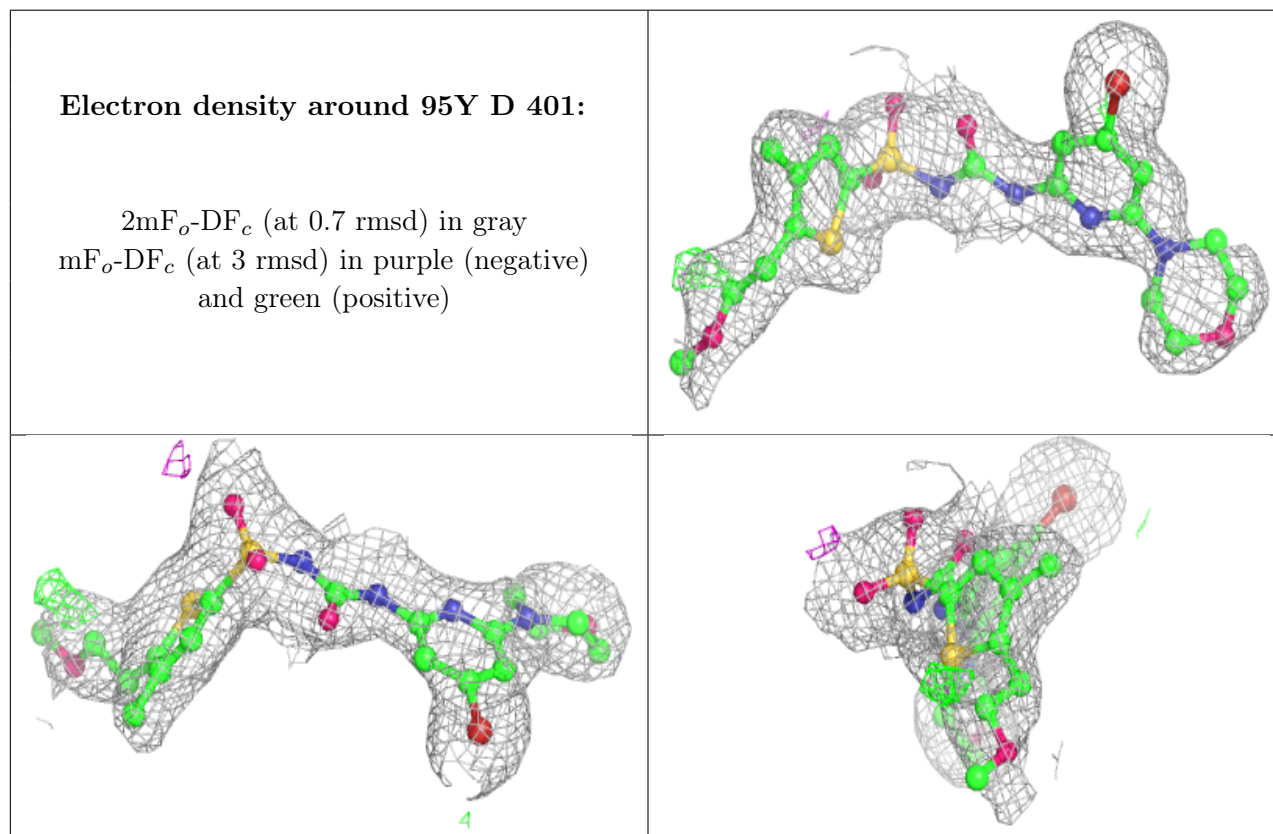 Electron density around 95Y D 401:
2mFo-DFc (at 0.7 rmsd) in gray
mFo-DFc (at 3 rmsd) in purple (negative)
and green (positive)